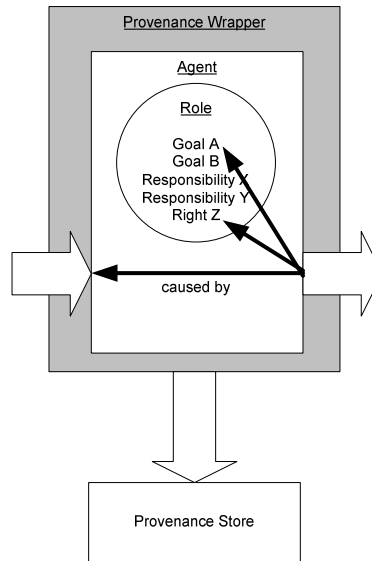 Provenance Wrapper
Agent
Role
Goal A
Goal B
Responsibility X
Responsibility Y
Right Z
caused by
Provenance Store